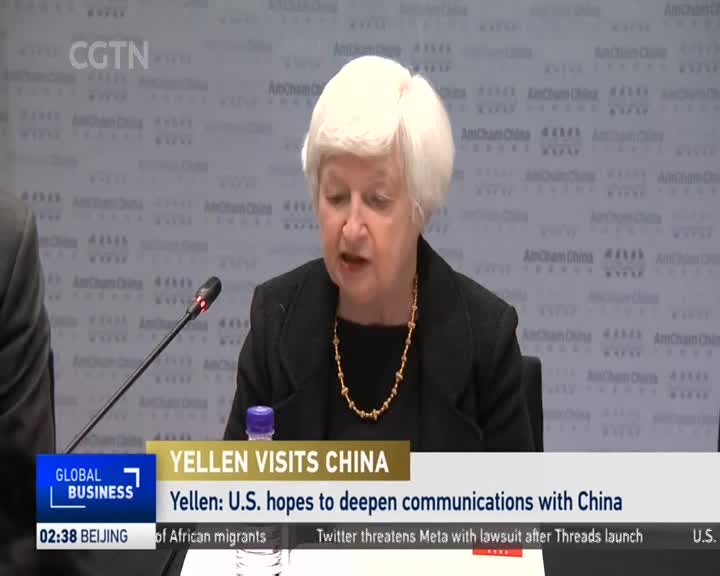 CGTN
AmCham China
YELLEN VISITS CHINA
GLOBAL
BUSINESS
Yellen: U.S. hopes to deepen communications with China
02:38 BEIJING
of African migrants
Twitter threatens Meta with lawsuit after Threads launch
U.S.